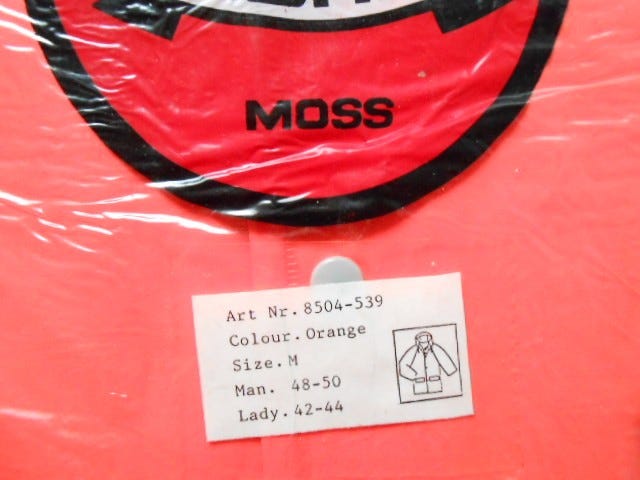 MOSS
Art Nr. 8504-539
Colour. Orange
Size. M
Man. 48-50
Lady. 42-44